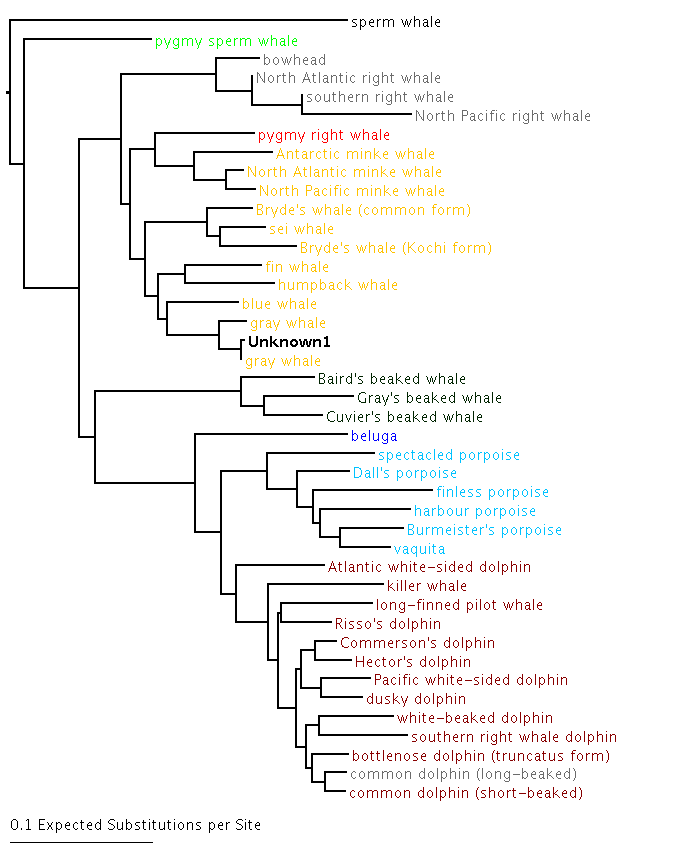 sperm whale
pygmy sperm whale
bowhead
North Atlantic right whale
southern right whale
North Pacific right whale
pygmy right whale
Antarctic minke whale
North Atlantic minke whale
North Pacific minke whale
Bryde's whale (common form)
sei whale
Bryde's whale (Kochi form)
fin whale
humpback whale
blue whale
gray whale
Unknown1
gray whale
Baird's beaked whale
Gray's beaked whale
Cuvier's beaked whale
beluga
spectacled porpoise
Dall's porpoise
finless porpoise
harbour porpoise
Burmeister's porpoise
vaquita
Atlantic white-sided dolphin
killer whale
long-finned pilot whale
Risso's dolphin
Commerson's dolphin
Hector's dolphin
Pacific white-sided dolphin
dusky dolphin
white-beaked dolphin
southern right whale dolphin
bottlenose dolphin (truncatus form)
common dolphin (long-beaked)
common dolphin (short-beaked)
0.1 Expected Substitutions per Site